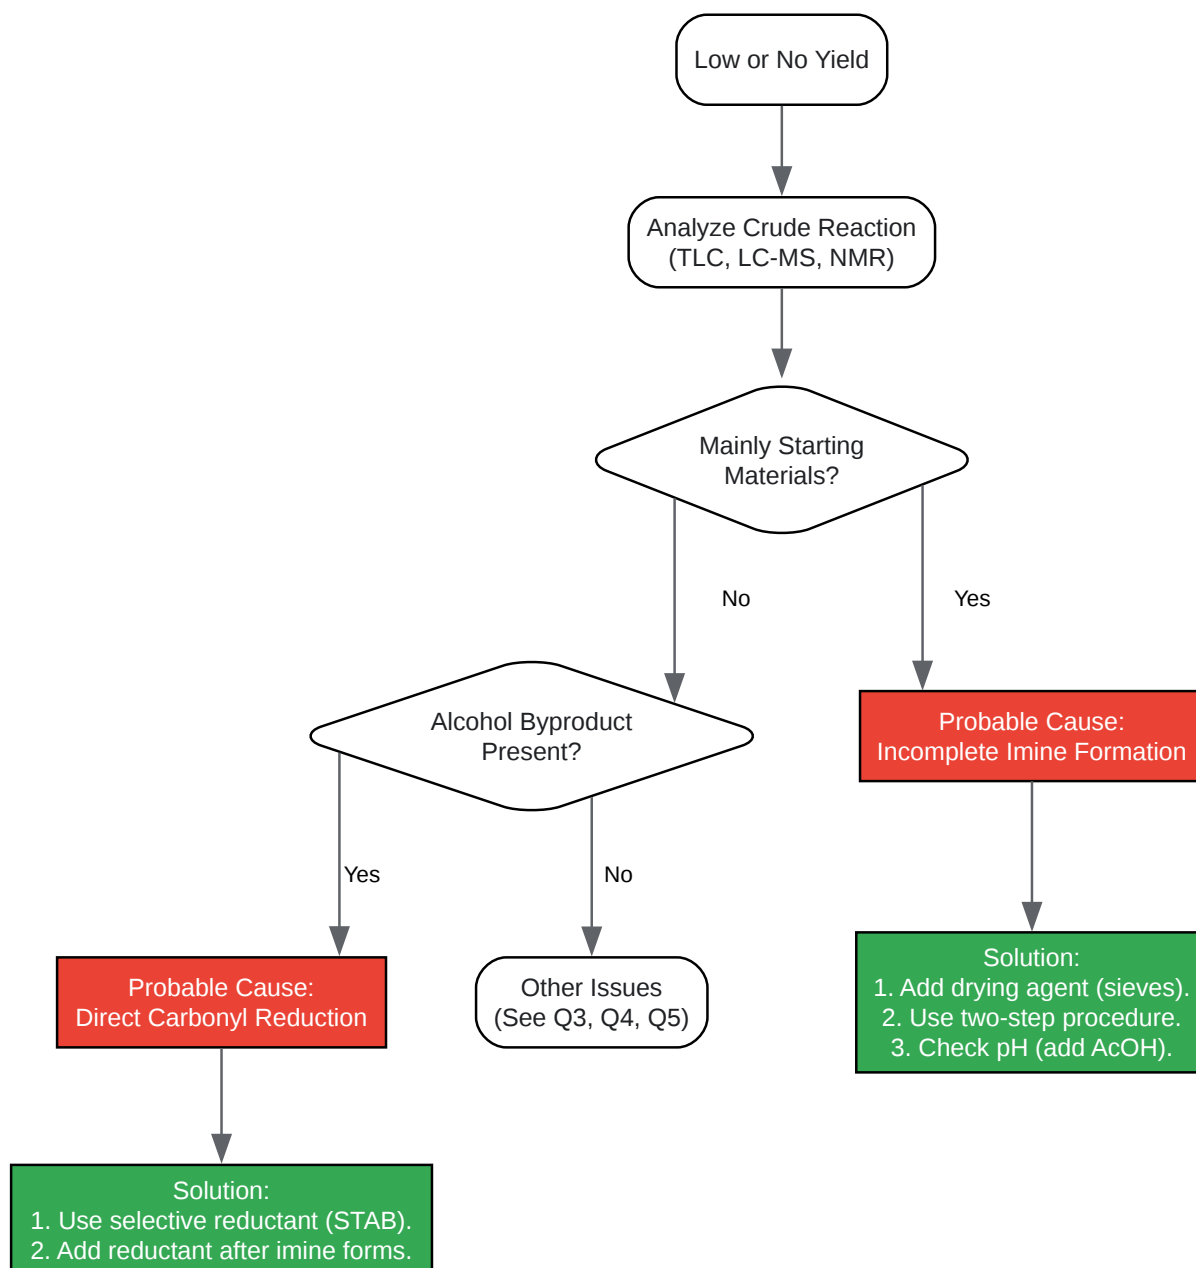 Low or No Yield
Analyze Crude Reaction
(TLC, LC-MS, NMR)
Mainly Starting
Materials?
No
Yes
Alcohol Byproduct
Present?
Probable Cause:
Incomplete Imine Formation
Yes
No
Probable Cause:
Direct Carbonyl Reduction
Other Issues
(See Q3, Q4, Q5)
Solution:
1. Add drying agent (sieves).
2. Use two-step procedure.
3. Check pH (add AcOH).
Solution:
1. Use selective reductant (STAB).
2. Add reductant after imine forms.